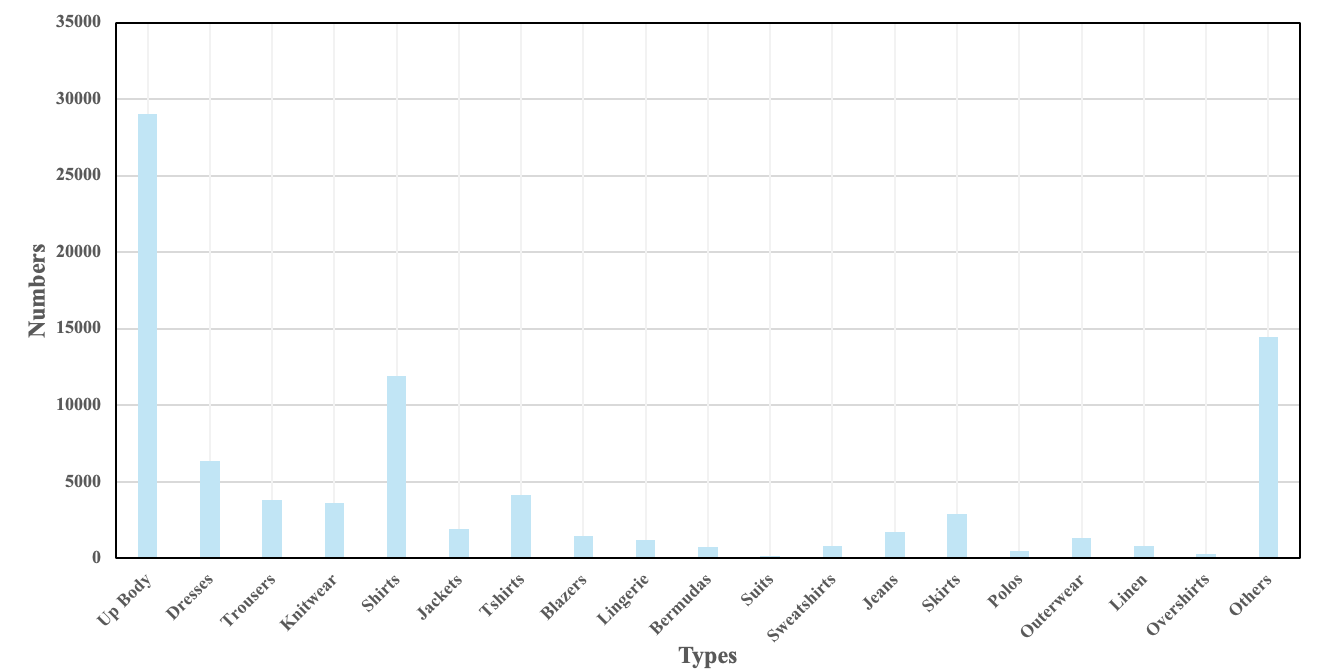 35000
30000
25000
20000
15000
10000
5000
0
Numbers
Up Body
Dresses
Trousers
Knitwear
Shirts
Jackets
Tshirts
Blazers
Lingerie
Bermudas
Suits
Sweatshirts
Jeans
Skirts
Polos
Outerwear
Linen
Overshirts
Others
Types